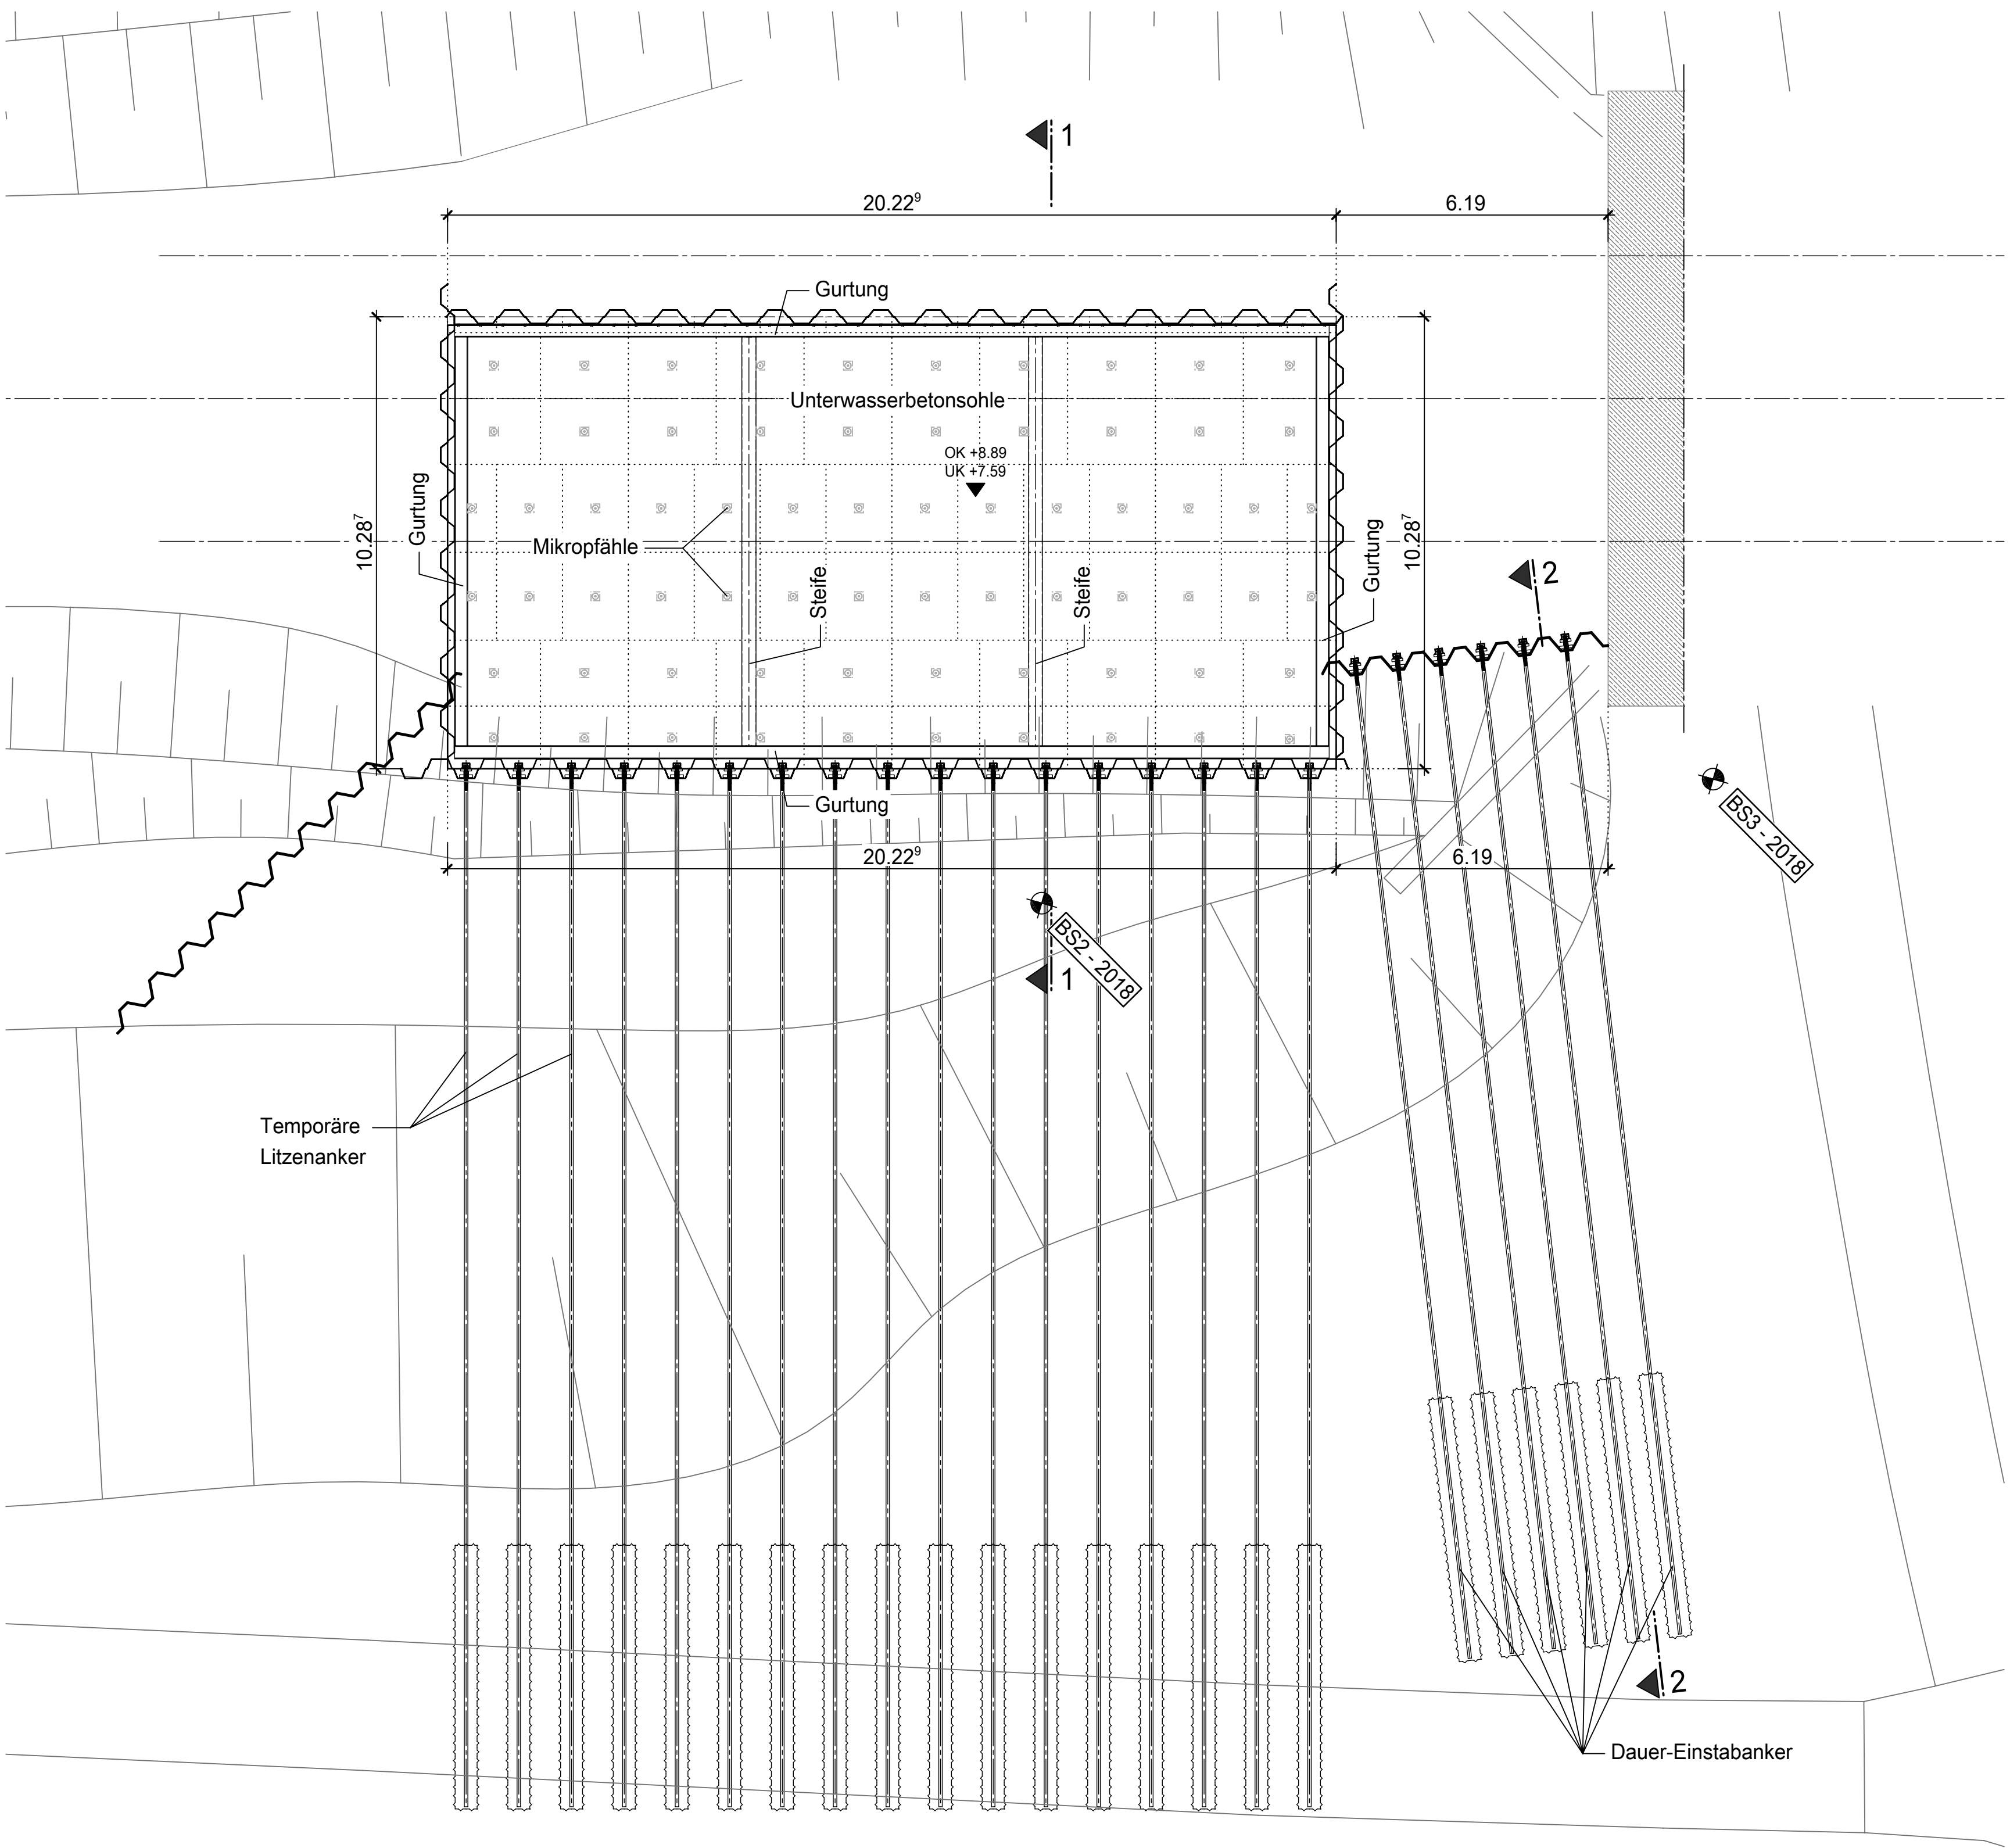 1
20.22⁹
6.19
Gurtung
Unterwasserbetonsohle
OK +8.89
UK +7.59
Gurtung
10.28⁷
Mikropfähle
Steife
Steife
Gurtung
10.28⁷
2
Gurtung
20.22⁹
6.19
BS3 - 2018
BS2 - 2018
1
Temporäre
Litzenanker
2
Dauer-Einstabanker